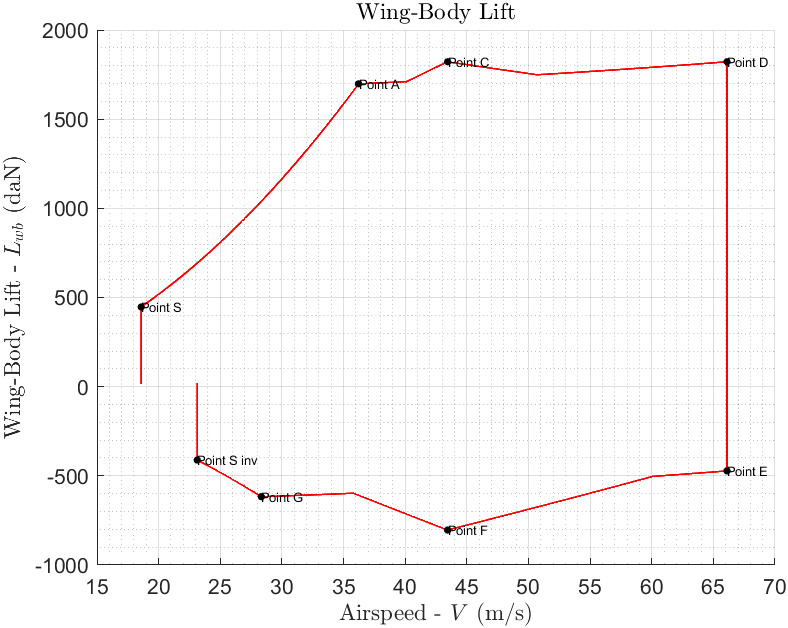 Wing-Body Lift
Wing-Body Lift - L_wb (daN)
2000
1500
1000
500
0
-500
-1000
Point A
Point C
Point D
Point S
Point S inv
Point G
Point F
Point E
15 20 25 30 35 40 45 50 55 60 65 70
Airspeed - V (m/s)